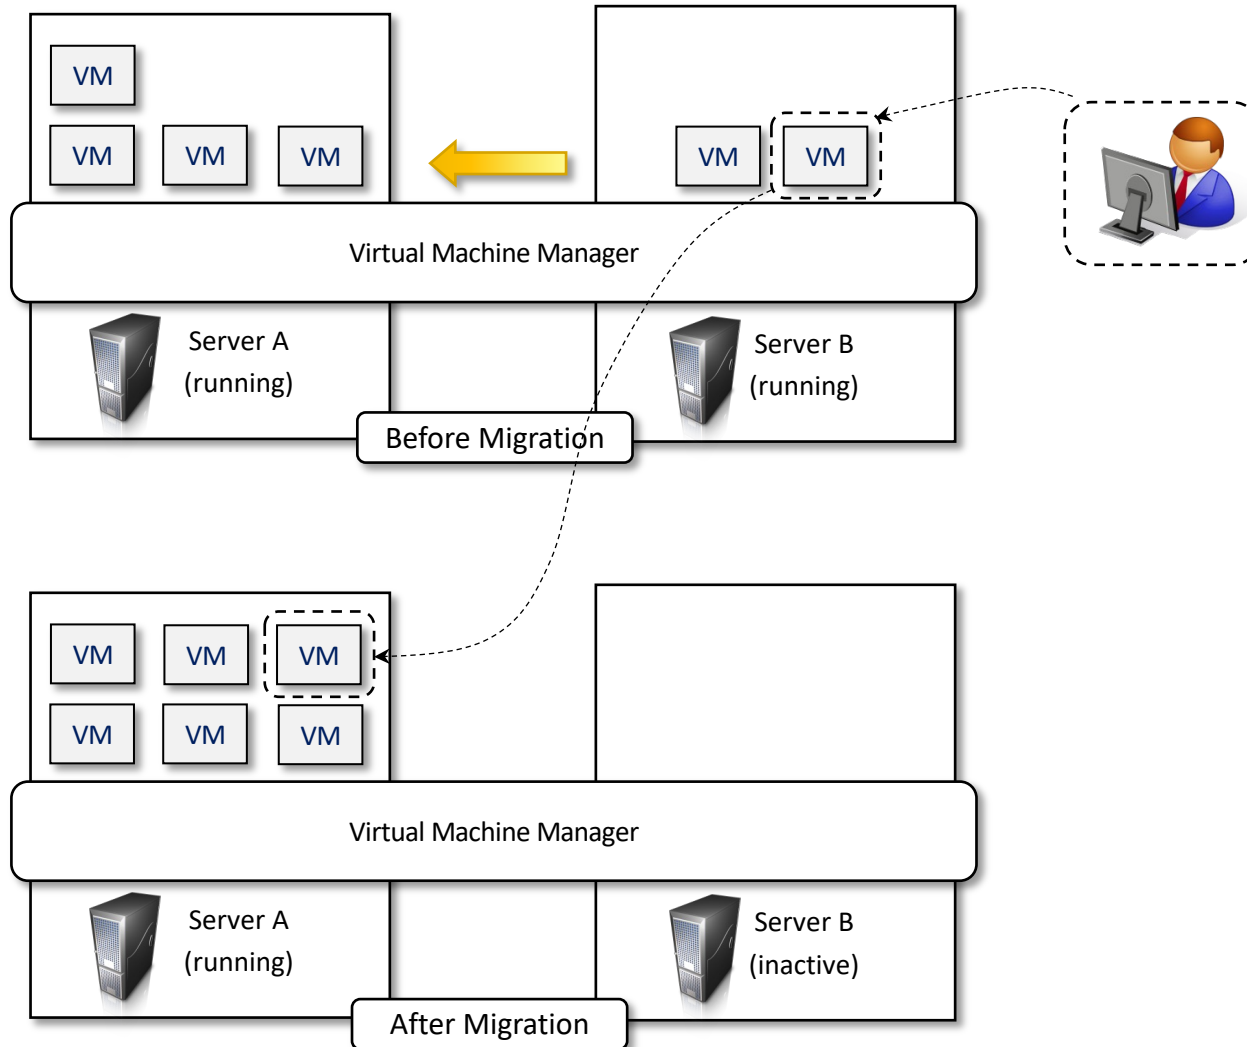 VM
VM
VM
VM
VM
VM
Virtual Machine Manager
Server A
(running)
Server B
(running)
Before Migration
VM
VM
VM
VM
VM
VM
Virtual Machine Manager
Server A
(running)
Server B
(inactive)
After Migration